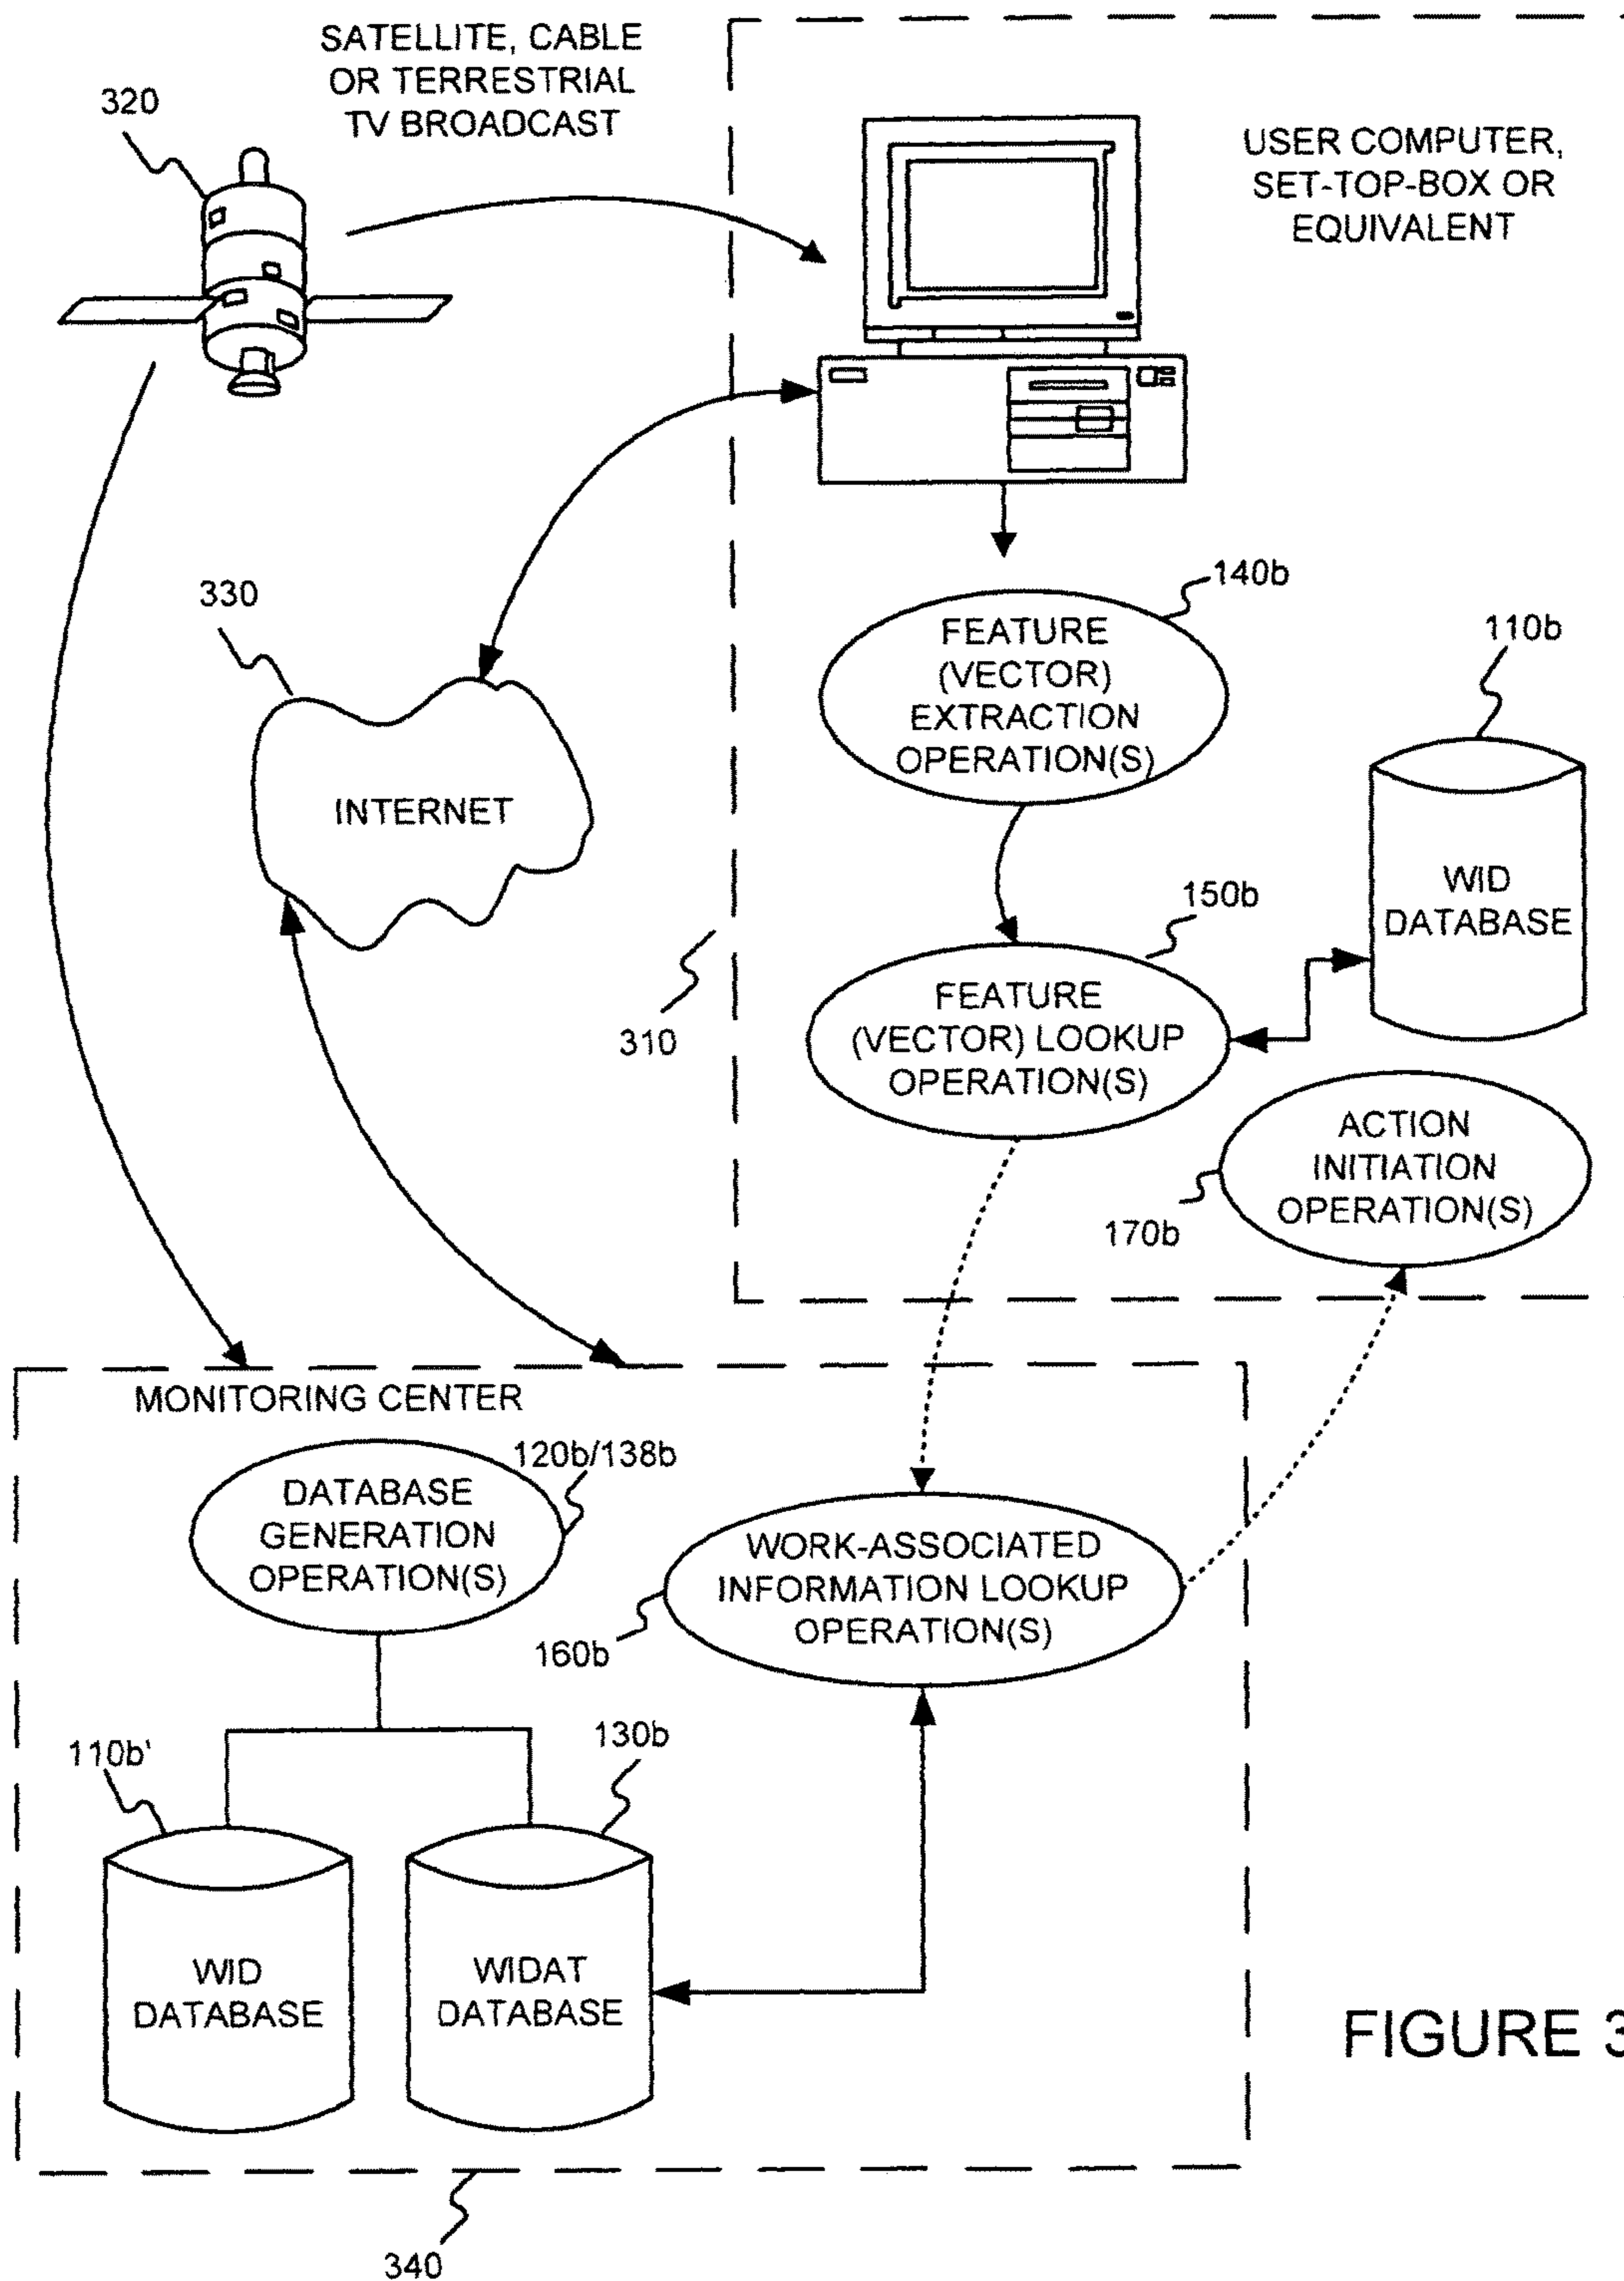 SATELLITE, CABLE
OR TERRESTRIAL
TV BROADCAST
320
USER COMPUTER,
SET-TOP-BOX OR
EQUIVALENT
330
INTERNET
140b
FEATURE
(VECTOR)
EXTRACTION
OPERATION(S)
110b
WID
DATABASE
150b
FEATURE
(VECTOR) LOOKUP
OPERATION(S)
310
ACTION
INITIATION
OPERATION(S)
170b
MONITORING CENTER
120b/138b
DATABASE
GENERATION
OPERATION(S)
WORK-ASSOCIATED
INFORMATION LOOKUP
OPERATION(S)
160b
110b'
130b
WID
DATABASE
WIDAT
DATABASE
FIGURE 3
340